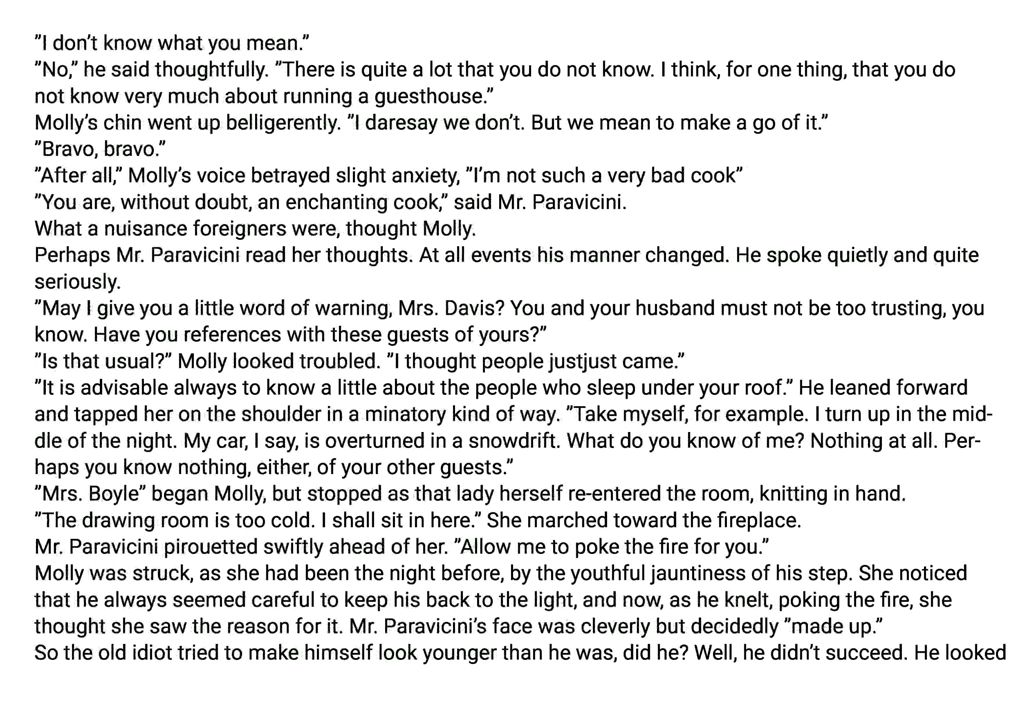 ”I don’t know what you mean.”
”No,” he said thoughtfully. ”There is quite a lot that you do not know. I think, for one thing, that you do
not know very much about running a guesthouse.”
Molly’s chin went up belligerently. ”I daresay we don’t. But we mean to make a go of it.”
”Bravo, bravo.”
”After all,” Molly’s voice betrayed slight anxiety, ”I’m not such a very bad cook”
”You are, without doubt, an enchanting cook,” said Mr. Paravicini.
What a nuisance foreigners were, thought Molly.
Perhaps Mr. Paravicini read her thoughts. At all events his manner changed. He spoke quietly and quite
seriously.
”May I give you a little word of warning, Mrs. Davis? You and your husband must not be too trusting, you
know. Have you references with these guests of yours?”
”Is that usual?” Molly looked troubled. ”I thought people justjust came.”
”It is advisable always to know a little about the people who sleep under your roof.” He leaned forward
and tapped her on the shoulder in a minatory kind of way. ”Take myself, for example. I turn up in the mid-
dle of the night. My car, I say, is overturned in a snowdrift. What do you know of me? Nothing at all. Per-
haps you know nothing, either, of your other guests.”
”Mrs. Boyle” began Molly, but stopped as that lady herself re-entered the room, knitting in hand.
”The drawing room is too cold. I shall sit in here.” She marched toward the fireplace.
Mr. Paravicini pirouetted swiftly ahead of her. ”Allow me to poke the fire for you.”
Molly was struck, as she had been the night before, by the youthful jauntiness of his step. She noticed
that he always seemed careful to keep his back to the light, and now, as he knelt, poking the fire, she
thought she saw the reason for it. Mr. Paravicini’s face was cleverly but decidedly ”made up.”
So the old idiot tried to make himself look younger than he was, did he? Well, he didn’t succeed. He looked